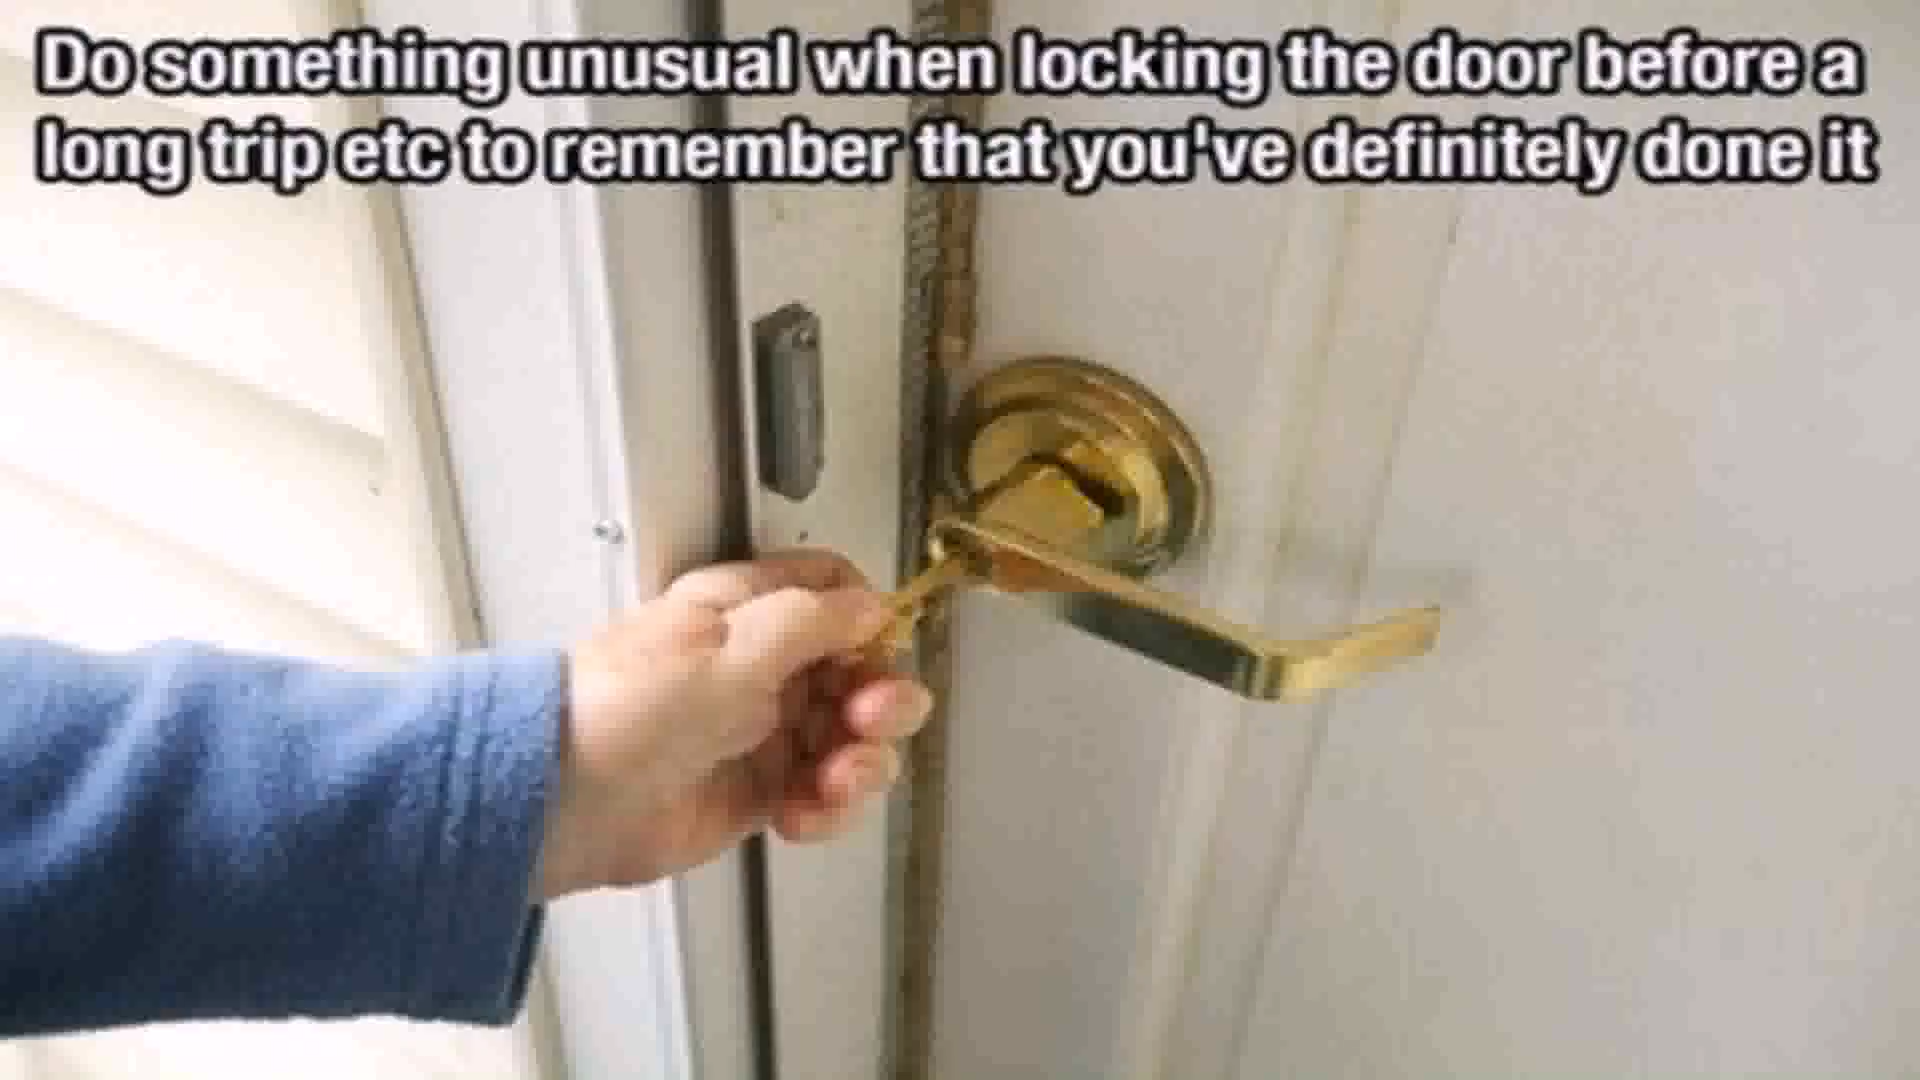 Do something unusual when locking the door before a
long trip etc to remember that you've definitely done it